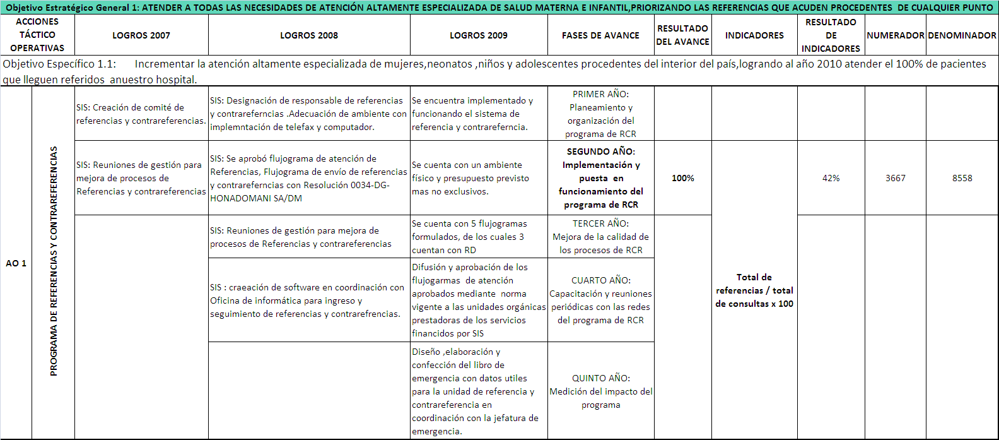 Objetivo Estratégico General 1: ATENDER A TODAS LAS NECESIDADES DE ATENCIÓN ALTAMENTE ESPECIALIZADA DE SALUD MATERNA E INFANTIL,PRIORIZANDO LAS REFERENCIAS QUE ACUDEN PROCEDENTES DE CUALQUIER PUNTO
ACCIONES
TÁCTICO
OPERATIVAS
LOGROS 2007
LOGROS 2008
LOGROS 2009
FASES DE AVANCE
RESULTADO
DEL AVANCE
INDICADORES
RESULTADO
DE
INDICADORES
NUMERADOR
DENOMINADOR
Objetivo Específico 1.1: Incrementar la atención altamente especializada de mujeres,neonatos ,niños y adolescentes procedentes del interior del país,logrando al año 2010 atender el 100% de pacientes
que lleguen referidos anuestro hospital.
AO 1
PROGRAMA DE REFERENCIAS Y CONTRAREFERENCIAS
SIS: Creación de comité de
referencias y contrareferencias.
SIS: Designación de responsable de referencias
y contrareferncias .Adecuación de ambiente con
implemntación de telefax y computador.
Se encuentra implementado y
funcionando el sistema de
referencia y contrareferncia.
PRIMER AÑO:
Planeamiento y
organización del
programa de RCR
SIS: Reuniones de gestión para
mejora de procesos de
Referencias y contrareferencias
SIS: Se aprobó flujograma de atención de
Referencias, Flujograma de envío de referencias
y contrareferncias con Resolución 0034-DG-
HONADOMANI SA/DM
Se cuenta con un ambiente
físico y presupuesto previsto
mas no exclusivos.
SEGUNDO AÑO:
Implementación y
puesta en
funcionamiento del
programa de RCR
100%
42%
3667
8558
SIS: Reuniones de gestión para mejora de
procesos de Referencias y contrareferencias
Se cuenta con 5 flujogramas
formulados, de los cuales 3
cuentan con RD
TERCER AÑO:
Mejora de la calidad de
los procesos de RCR
Total de
referencias / total
de consultas x 100
SIS : craeación de software en coordinación con
Oficina de informática para ingreso y
seguimiento de referencias y contrarefrencias.
Difusión y aprobación de los
flujogarmas de atención
aprobados mediante norma
vigente a las unidades orgánicas
prestadoras de los servicios
financidos por SIS
CUARTO AÑO:
Capacitación y reuniones
periódicas con las redes
del programa de RCR
Diseño ,elaboración y
confección del libro de
emergencia con datos utiles
para la unidad de referencia y
contrareferencia en
coordinación con la jefatura de
emergencia.
QUINTO AÑO:
Medición del impacto del
programa